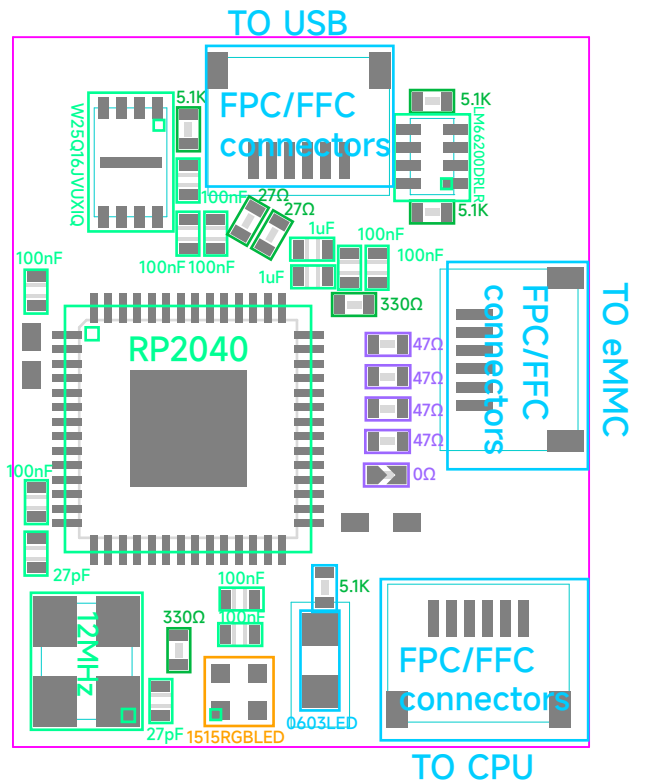 TO USB
5.1K
FPC/FFC
connectors
5.1K
W25Q16JVUXIQ
LM66200DRLR
100nF
27Ω
27Ω
5.1K
1uF
100nF
100nF
100nF
100nF
100nF
1uF
330Ω
TO eMMC
FPC/FFC
connectors
RP2040
47Ω
47Ω
47Ω
47Ω
0Ω
100nF
27pF
100nF
5.1K
330Ω
100nF
12MHz
FPC/FFC
connectors
27pF
1515RGBLED
0603LED
TO CPU